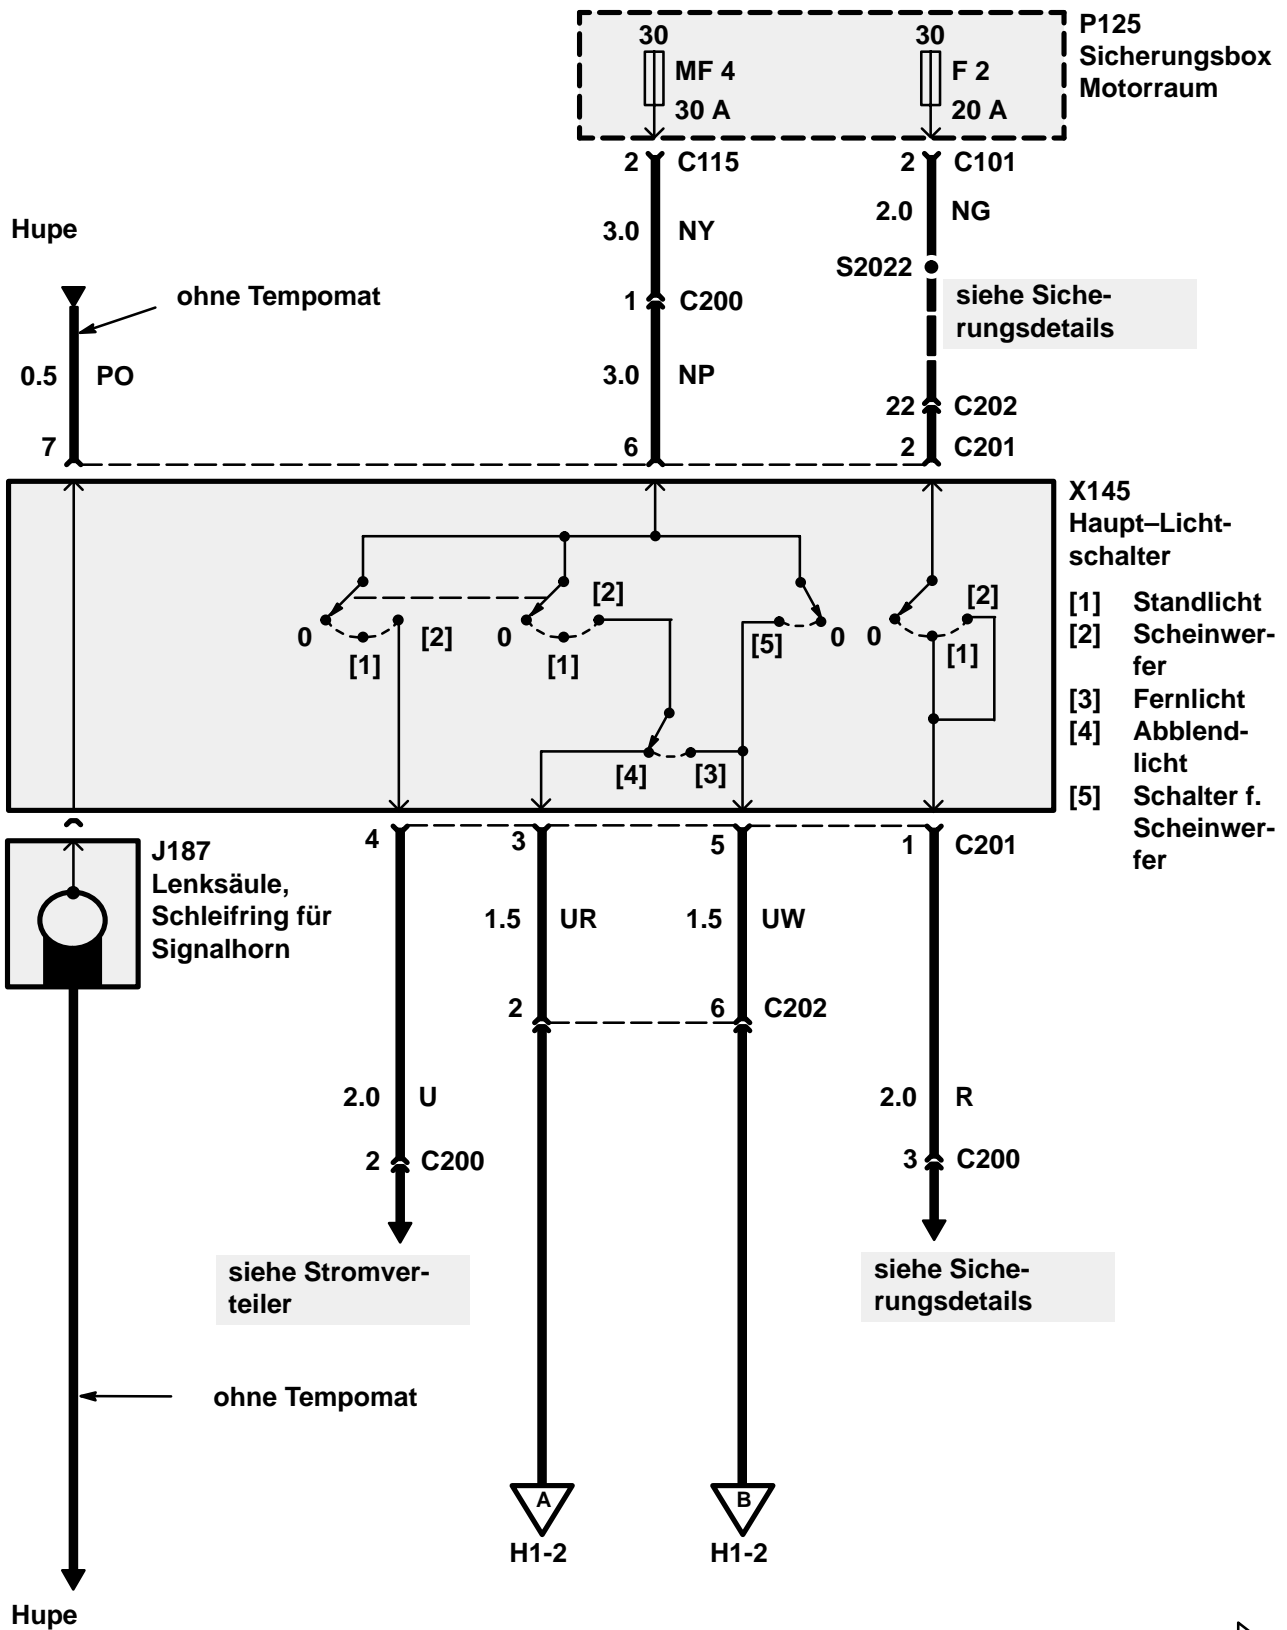 30
30
P125
Sicherungsbox
Motorraum
MF 4
F 2
30 A
20 A
2 C115
2 C101
3.0 NY
2.0 NG
Hupe
S2022
ohne Tempomat
1 C200
siehe Siche-
rungsdetails
0.5 PO
3.0 NP
22 C202
7
6
2 C201
X145
Haupt–Licht-
schalter
[1] Standlicht
[2] Scheinwer-
fer
[3] Fernlicht
[4] Abblend-
licht
[5] Schalter f.
Scheinwer-
fer
0 [1] [2]
0 [1] [2]
[5] 0
0 [1] [2]
[4] [3]
J187
Lenksäule,
Schleifring für
Signalhorn
4
3
5
1 C201
1.5 UR
1.5 UW
2
6 C202
2.0 U
2.0 R
2 C200
3 C200
siehe Stromver-
teiler
siehe Siche-
rungsdetails
ohne Tempomat
A
B
H1-2
H1-2
Hupe